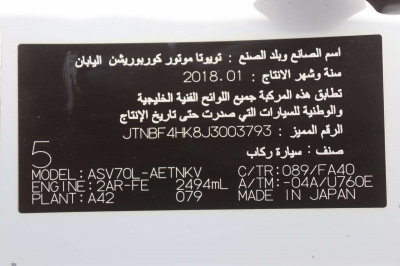 اسم الصانع وبلد الصنع : تويوتا موتور كوربوريشن اليابان
سنة وشهر الانتاج : 2018.01
تطابق هذه المركبة جميع اللوائح الفنية الخليجية
والوطنية للسيارات التي صدرت حتى تاريخ الإنتاج
الرقم المميز : JTNBF4HK8J3003793
صنف : سيارة ركاب
5
MODEL: ASV70L-AETNKV C/TR: 089/FA40
ENGINE: 2AR-FE 2494mL A/TM: -04A/U760E
PLANT: A42 079 MADE IN JAPAN